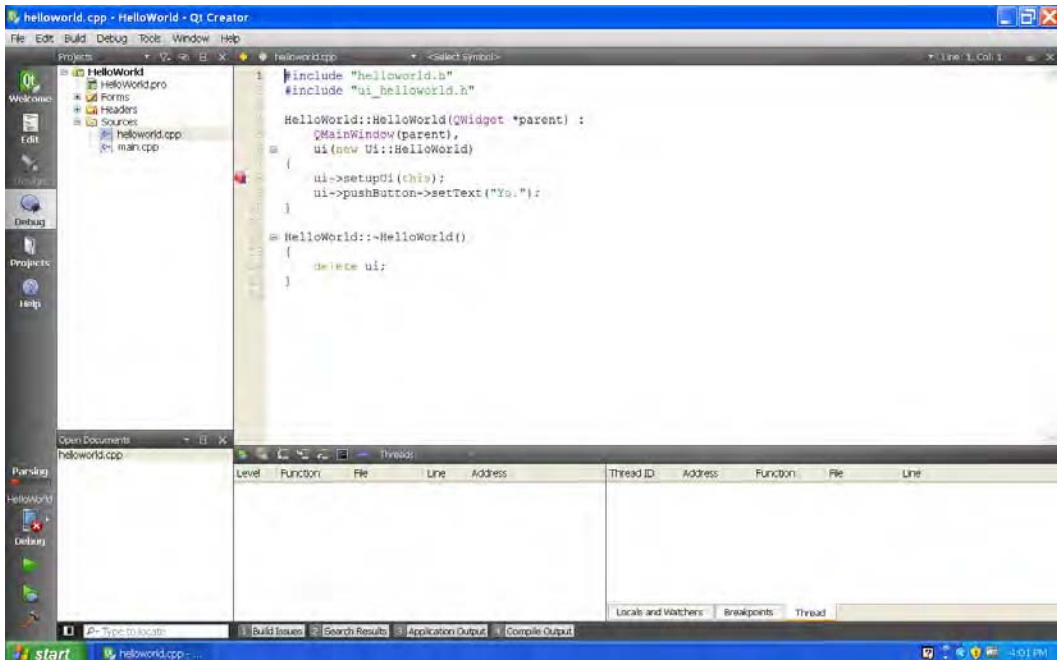 helloworld.cpp - HelloWorld - Qt Creator
File Edit Build Debug Tools Window Help
Projects
helloworld.cpp
<Select Symbol>
Line: 1, Col: 1
Welcome
Edit
Design
Debug
Projects
Help
HelloWorld
HelloWorld.pro
Forms
Headers
Sources
helloworld.cpp
main.cpp
1
#include "helloworld.h"
#include "ui_helloworld.h"
HelloWorld::HelloWorld(QWidget *parent) :
QMainWindow(parent),
ui(new Ui::HelloWorld)
{
ui->setupUi(this);
ui->pushButton->setText("Yo.");
}
HelloWorld::~HelloWorld()
{
delete ui;
}
Open Documents
helloworld.cpp
Parsing
HelloWorld
Debug
Threads:
Level Function: File Line Address
Thread ID Address Function: File Line
Locals and Watchers Breakpoints Thread
Type to locate
1 Build Issues 2 Search Results 3 Application Output 4 Compile Output
start
helloworld.cpp - ...
4:01 PM